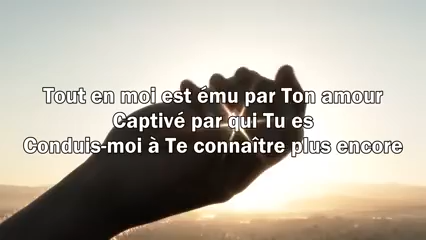 Tout en moi est ému par Ton amour
Captivé par qui Tu es
Conduis-moi à Te connaître plus encore